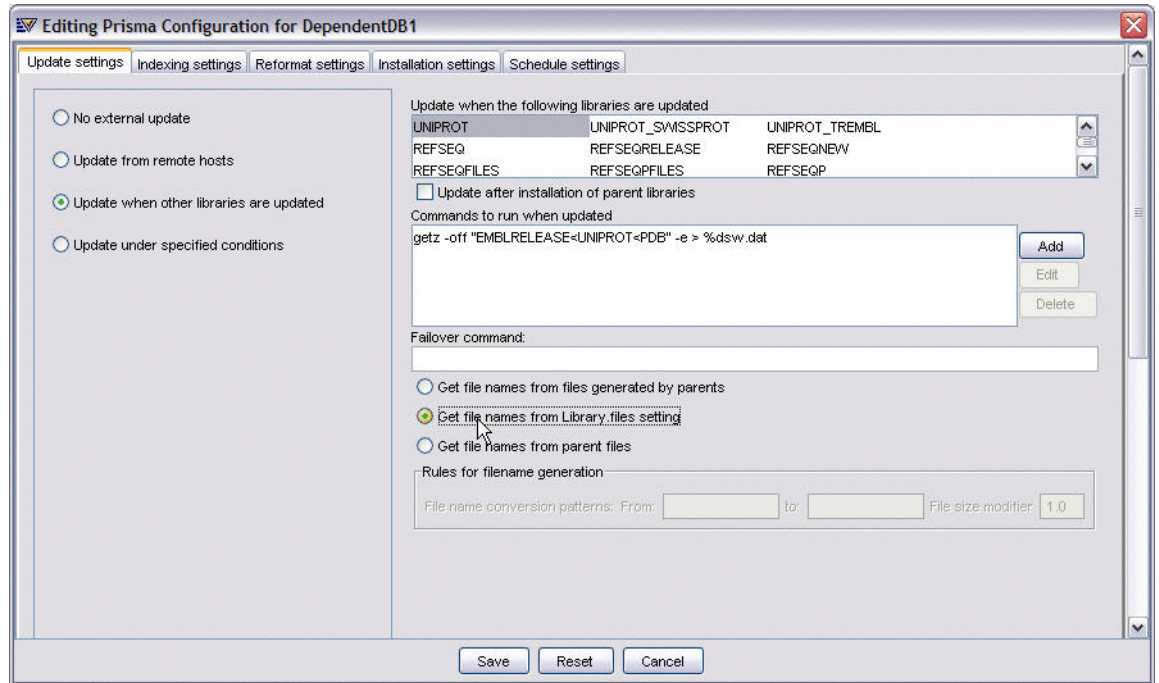 Editing Prisma Configuration for DependentDB1
Update settings Indexing settings Reformat settings Installation settings Schedule settings
No external update
Update from remote hosts
Update when other libraries are updated
Update under specified conditions
Update when the following libraries are updated
UNIPROT UNIPROT_SWISSPROT UNIPROT_TREMBL
REFSEQ REFSEQRELEASE REFSEQNEW
REFSEQFILES REFSEQPFILES REFSEQP
Update after installation of parent libraries
Commands to run when updated
getz -off "EMBLRELEASE<UNIPROT<PDB" -e > %dsw.dat
Add
Edit
Delete
Failover command:
Get file names from files generated by parents
Get file names from Library.files setting
Get file names from parent files
Rules for filename generation
File name conversion patterns: From: to: File size modifier 1.0
Save Reset Cancel